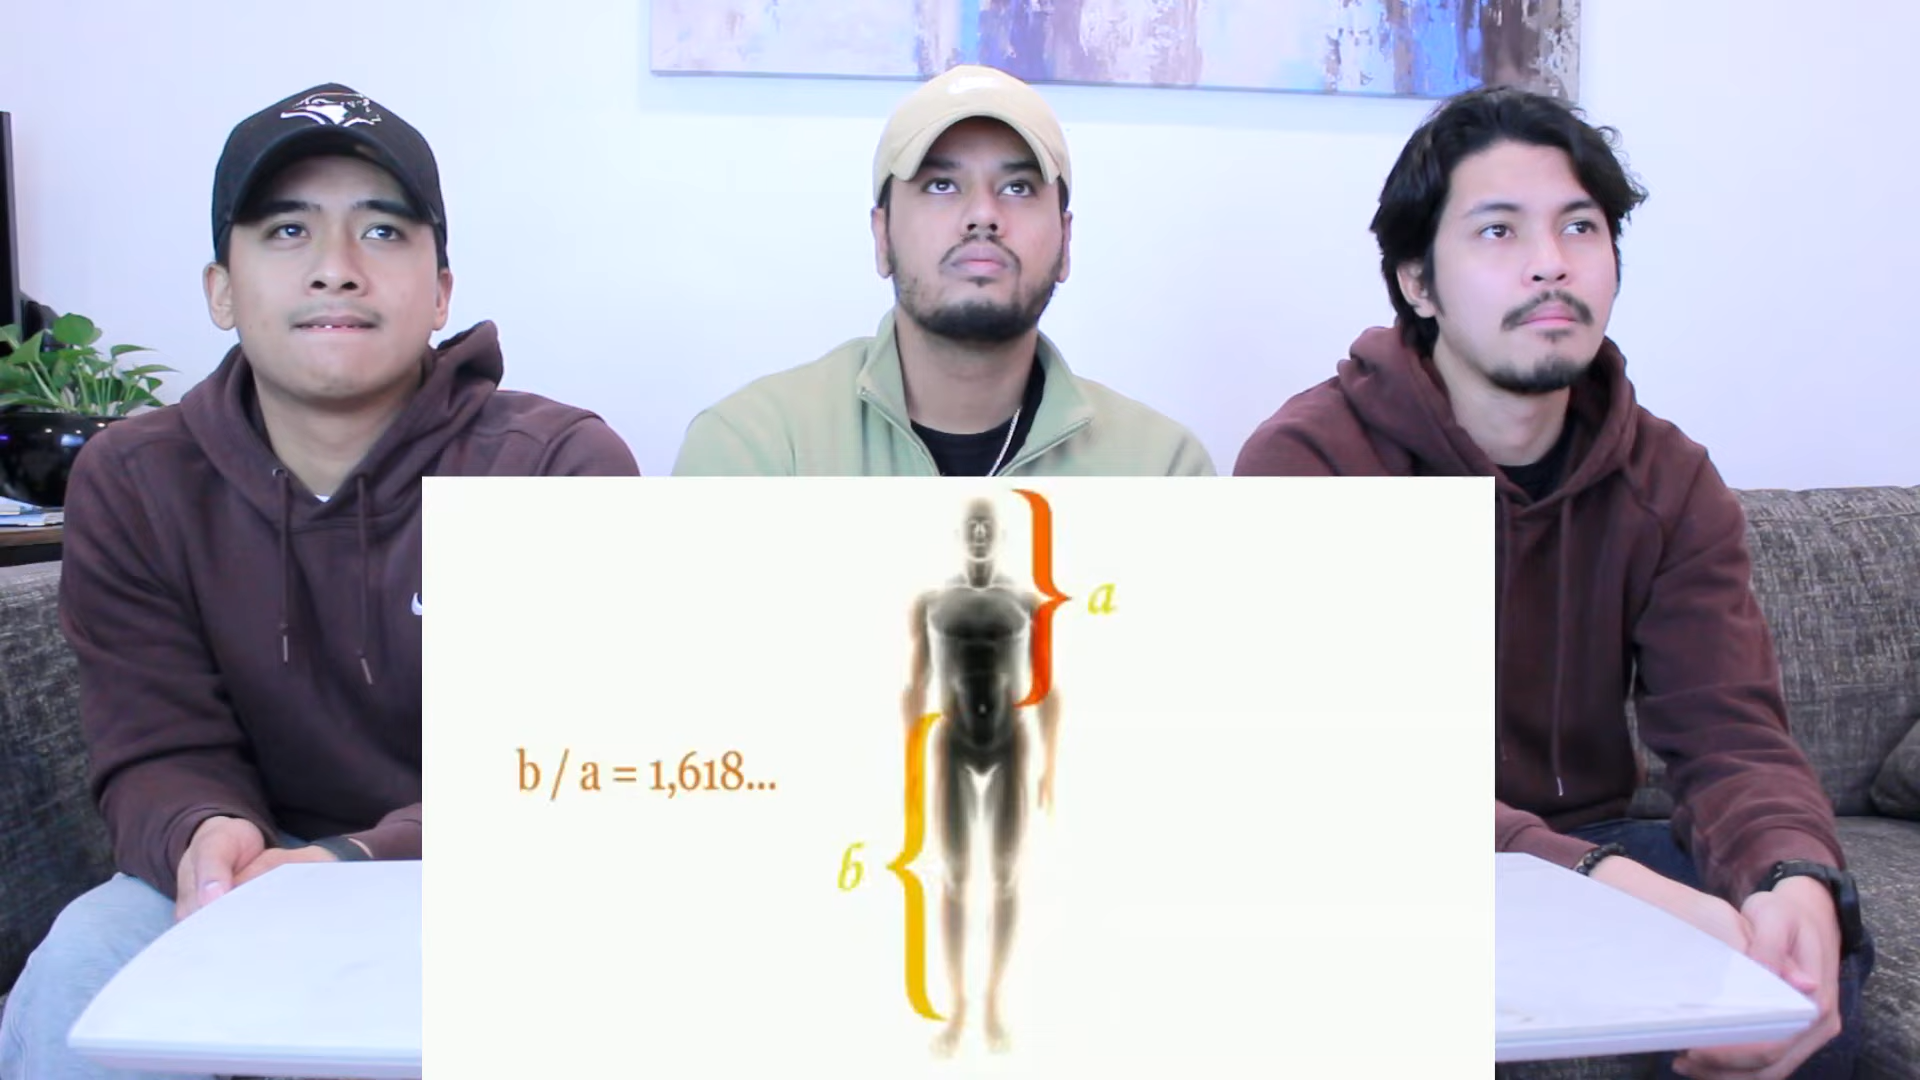 a
b / a = 1,618...
б